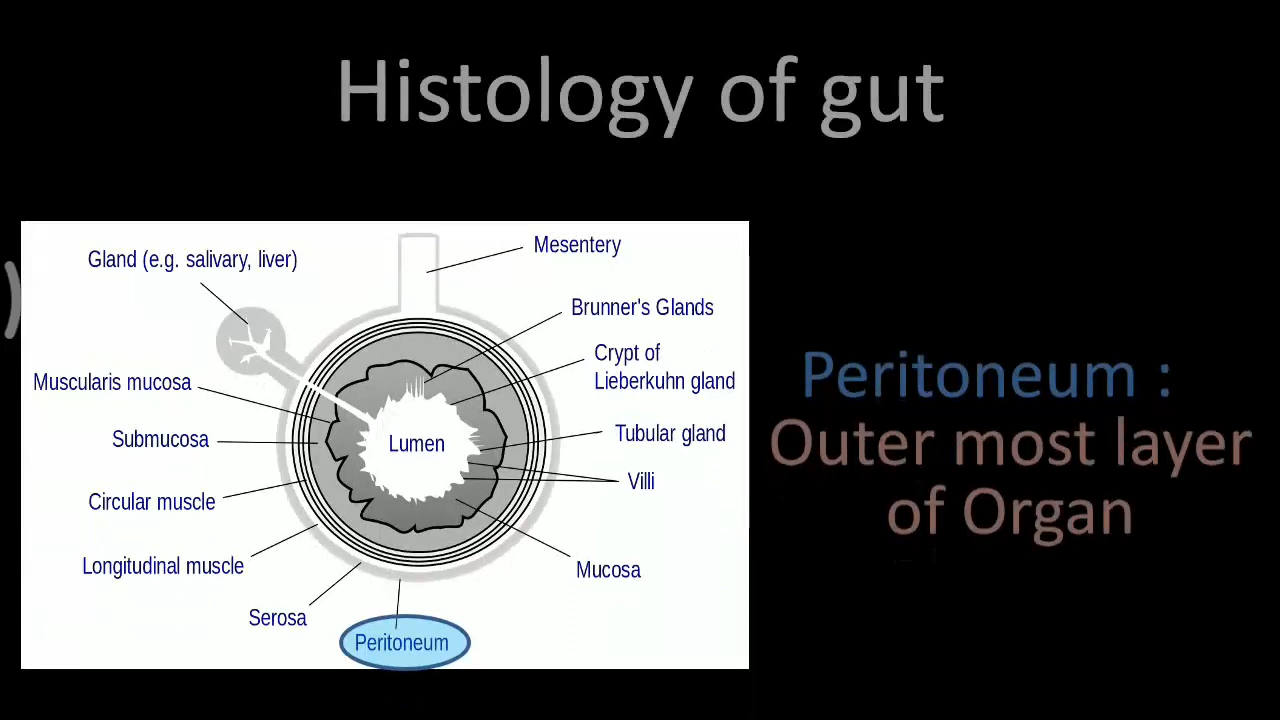 Histology of gut
)
Gland (e.g. salivary, liver)
Mesentery
Brunner's Glands
Crypt of
Lieberkuhn gland
Muscularis mucosa
Submucosa
Lumen
Tubular gland
Villi
Circular muscle
Longitudinal muscle
Mucosa
Serosa
Peritoneum
Peritoneum :
Outer most layer
of Organ